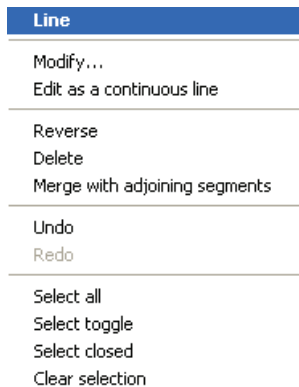 Line
Modify...
Edit as a continuous line
Reverse
Delete
Merge with adjoining segments
Undo
Redo
Select all
Select toggle
Select closed
Clear selection